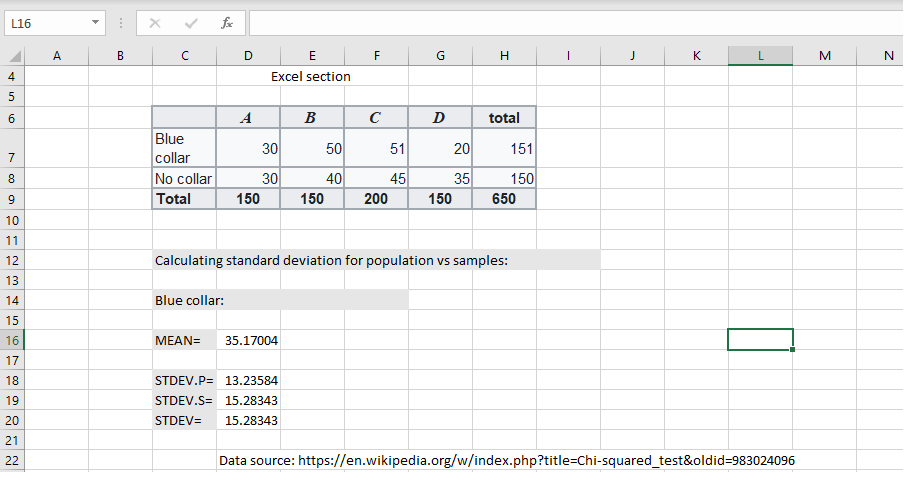 L16 fx
A B C D E F G H I J K L M N
4 Excel section
5
6 A B C D total
Blue
7 collar 30 50 51 20 151
8 No collar 30 40 45 35 150
9 Total 150 150 200 150 650
10
11
12 Calculating standard deviation for population vs samples:
13
14 Blue collar:
15
16 MEAN= 35.17004
17
18 STDEV.P= 13.23584
19 STDEV.S= 15.28343
20 STDEV= 15.28343
21
22 Data source: https://en.wikipedia.org/w/index.php?title=Chi-squared_test&oldid=983024096